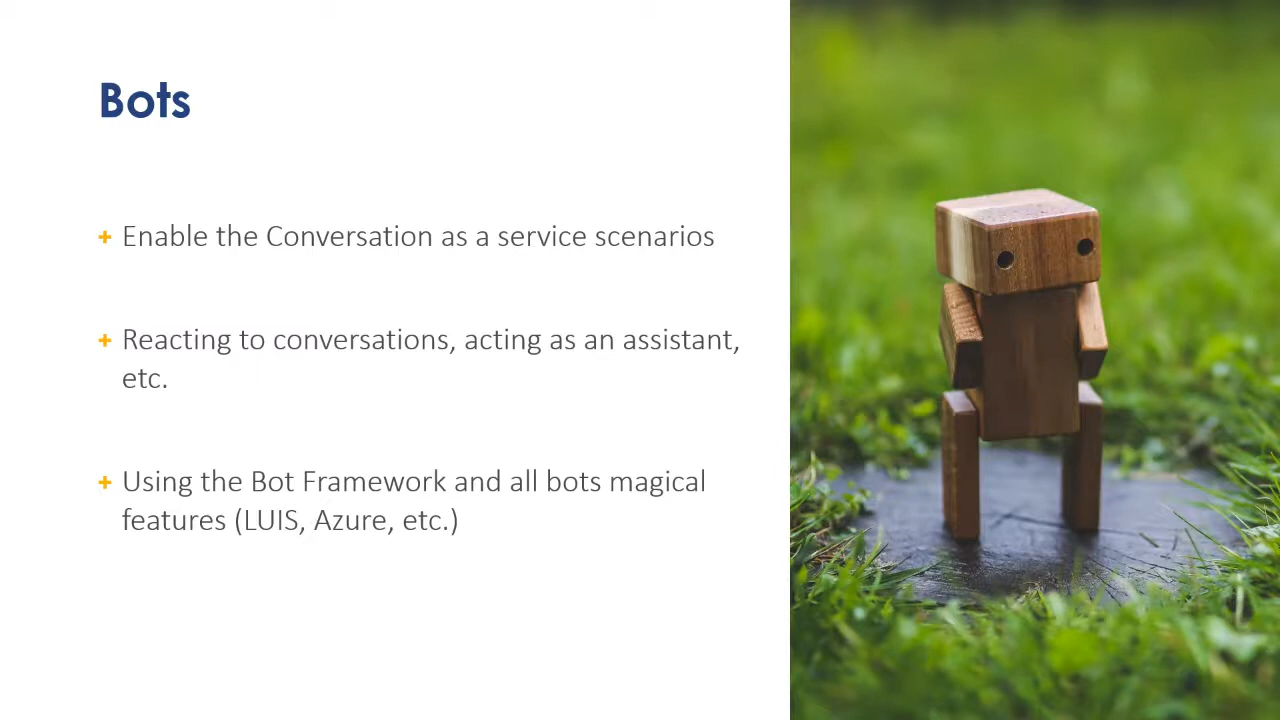 Bots
+ Enable the Conversation as a service scenarios
+ Reacting to conversations, acting as an assistant,
etc.
+ Using the Bot Framework and all bots magical
features (LUIS, Azure, etc.)